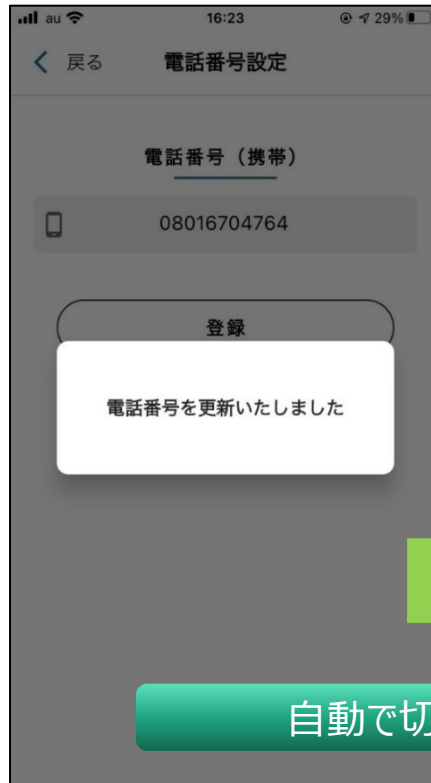 au 16:23 29%
戻る 電話番号設定
電話番号（携帯）
08016704764
登録
電話番号を更新いたしました
自動で切